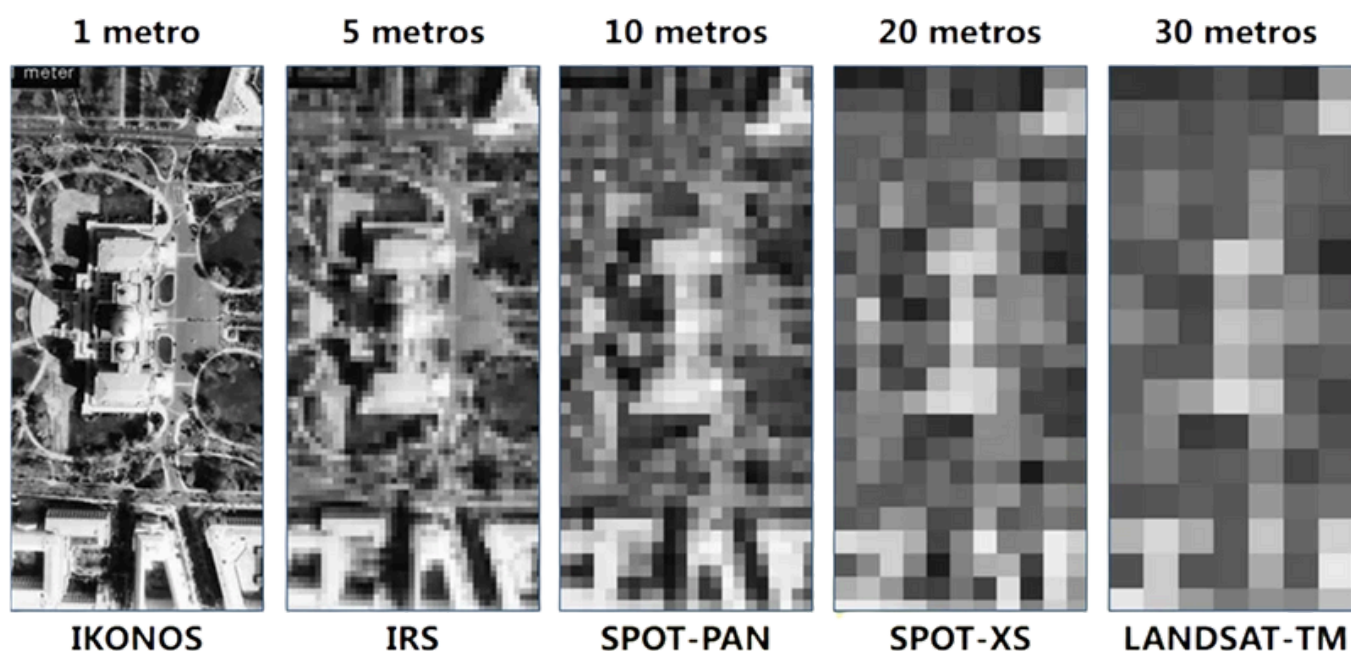 1 metro
5 metros
10 metros
20 metros
30 metros
meter
IKONOS
IRS
SPOT-PAN
SPOT-XS
LANDSAT-TM